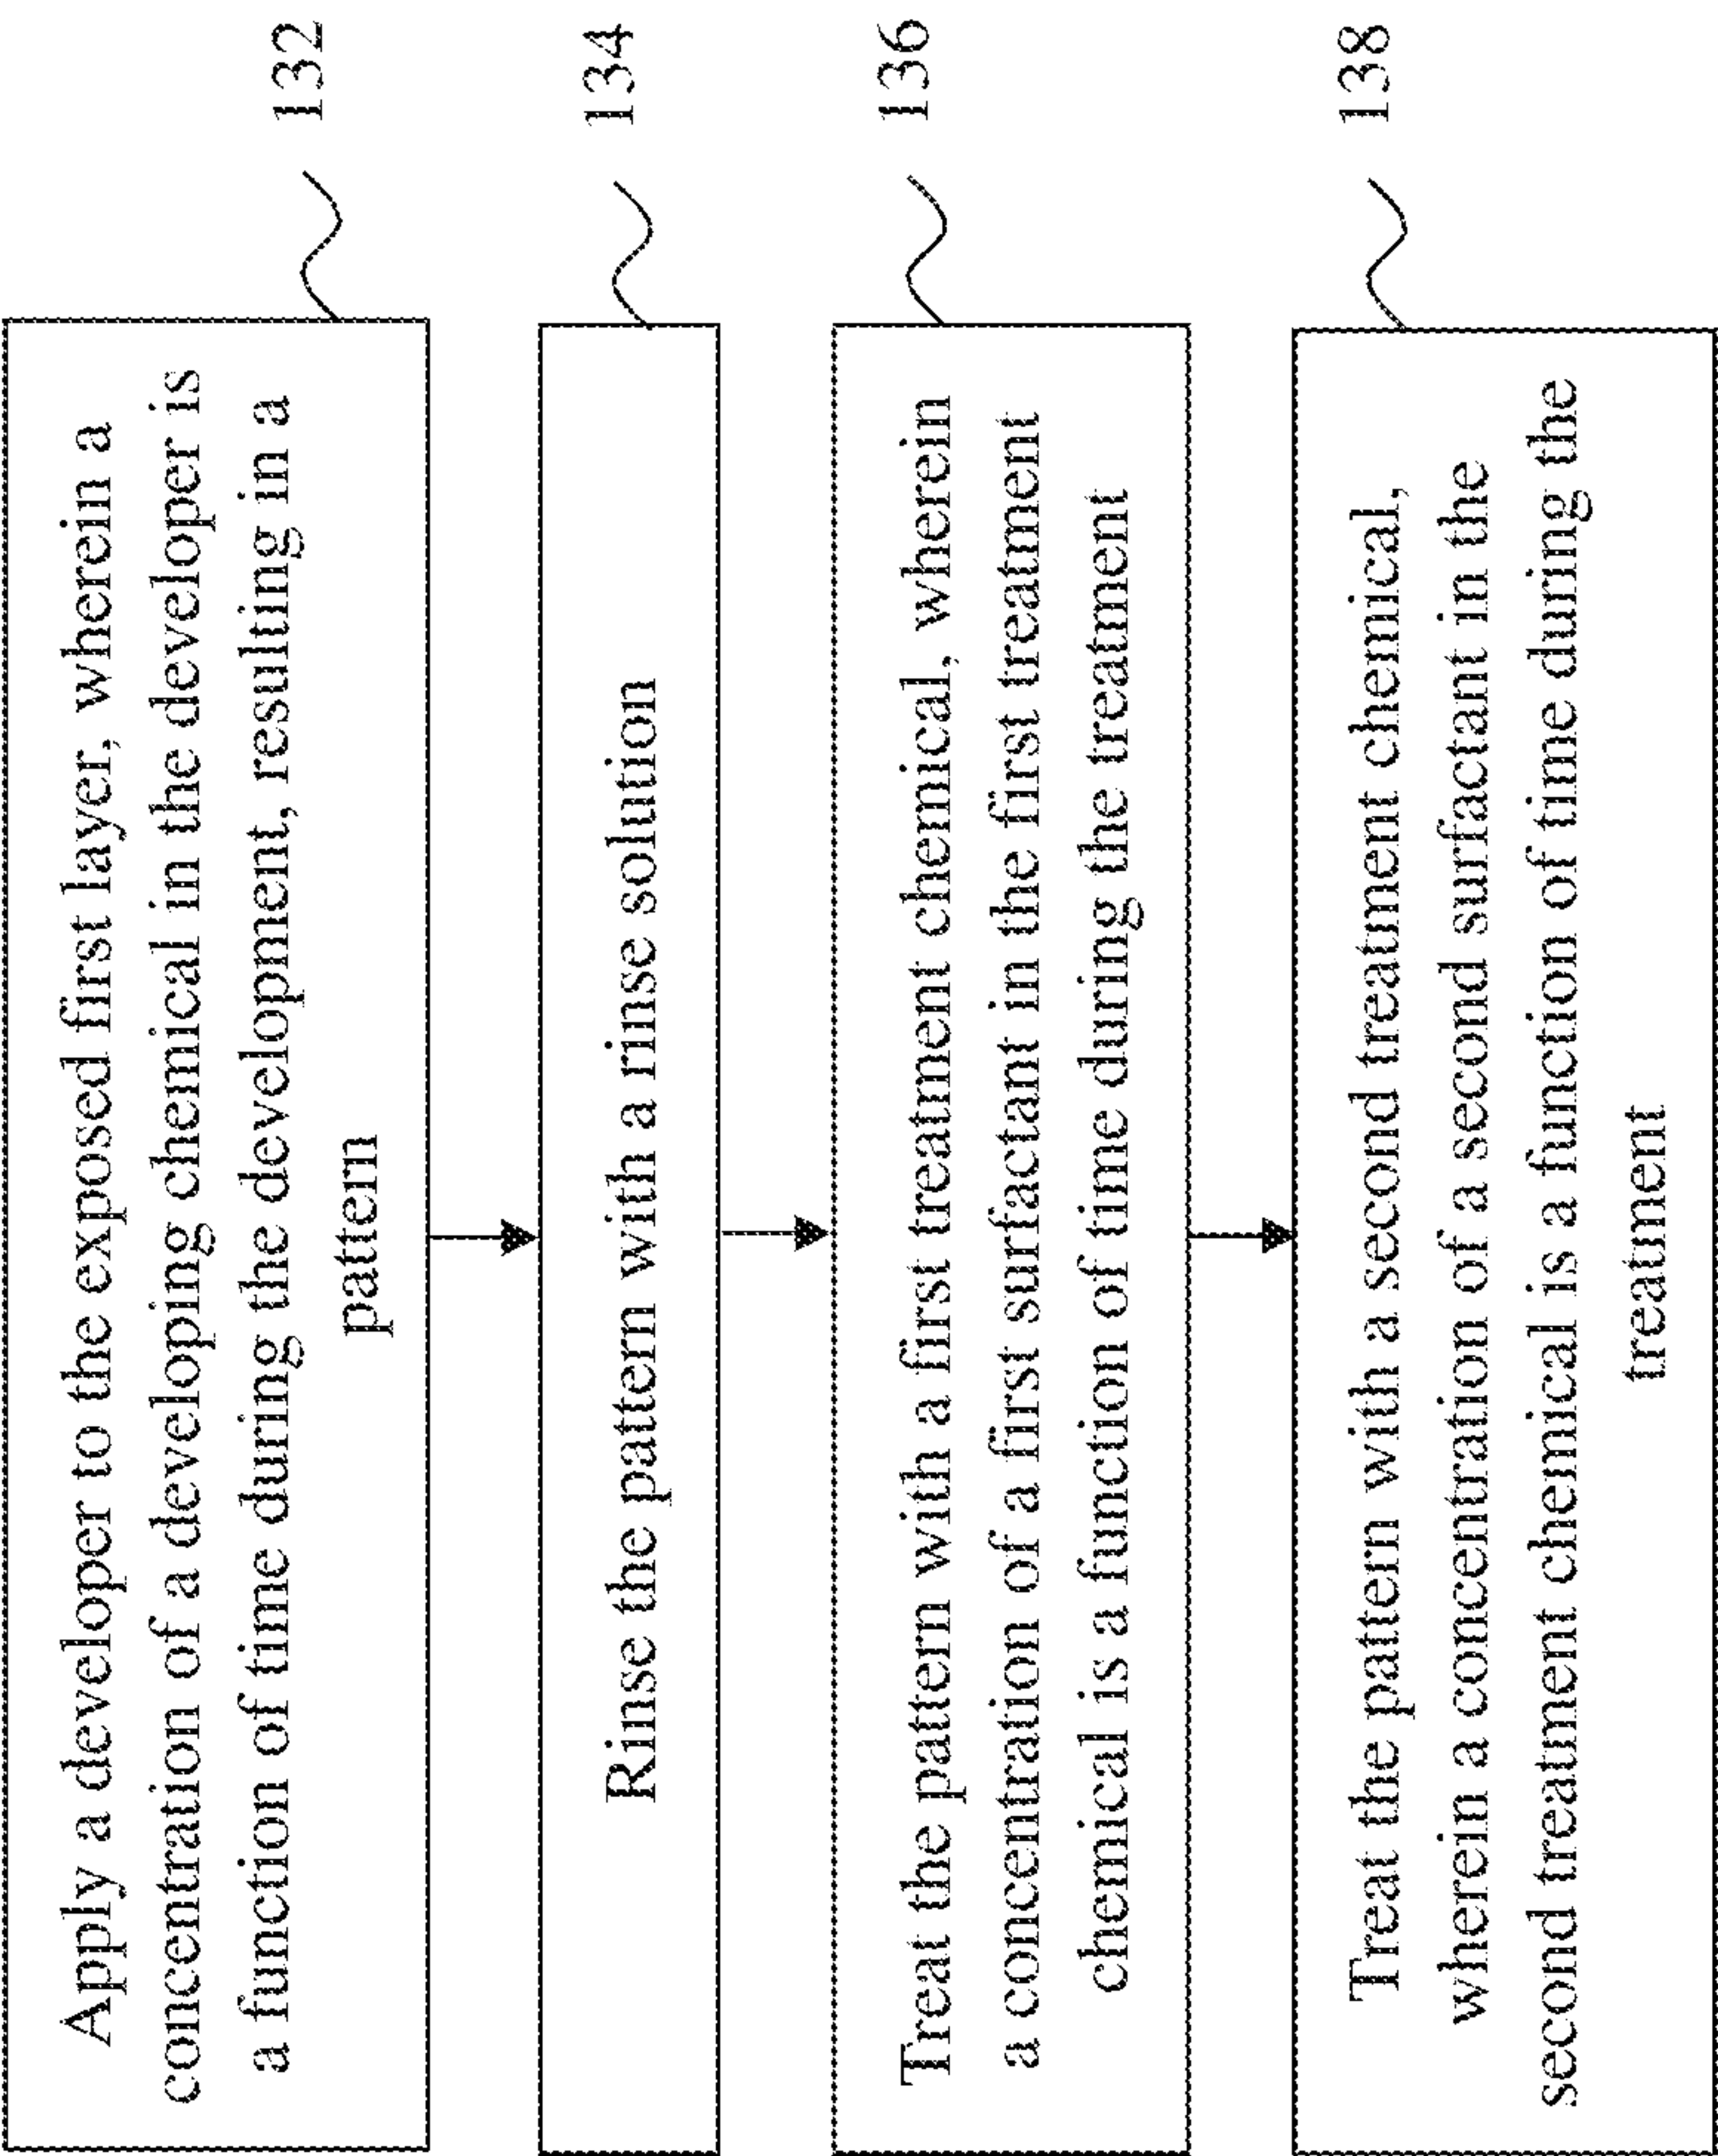 Apply a developer to the exposed first layer, wherein a
concentration of a developing chemical in the developer is
a function of time during the development, resulting in a
pattern
132
Rinse the pattern with a rinse solution
134
Treat the pattern with a first treatment chemical, wherein
a concentration of a first surfactant in the first treatment
chemical is a function of time during the treatment
136
Treat the pattern with a second treatment chemical,
wherein a concentration of a second surfactant in the
second treatment chemical is a function of time during the
treatment
138